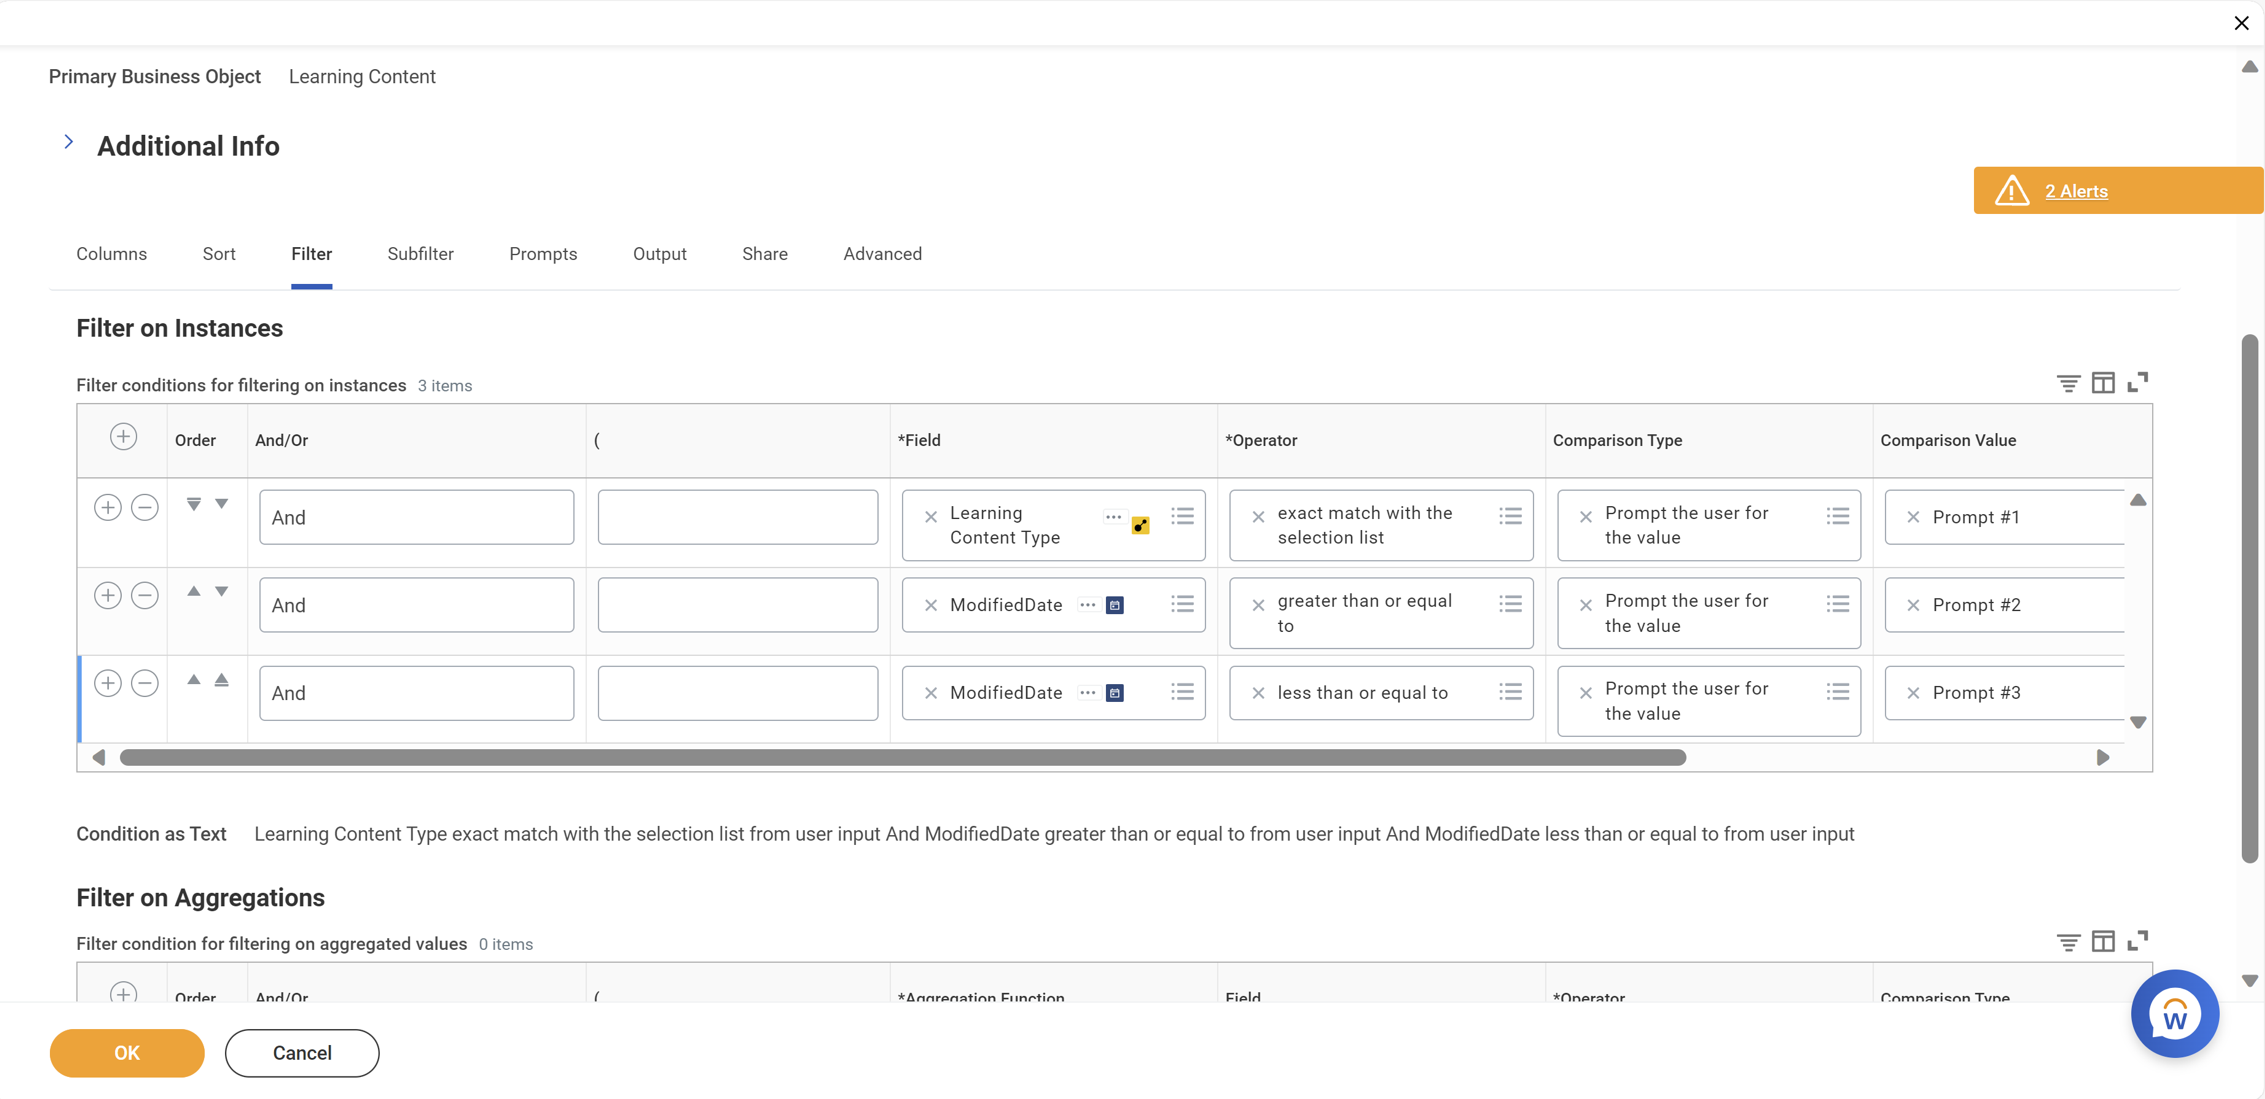 Primary Business Object Learning Content
Additional Info
2 Alerts
Columns Sort Filter Subfilter Prompts Output Share Advanced
Filter on Instances
Filter conditions for filtering on instances 3 items
Order And/Or ( *Field *Operator Comparison Type Comparison Value
And Learning Content Type exact match with the selection list Prompt the user for the value Prompt #1
And ModifiedDate greater than or equal to Prompt the user for the value Prompt #2
And ModifiedDate less than or equal to Prompt the user for the value Prompt #3
Condition as Text Learning Content Type exact match with the selection list from user input And ModifiedDate greater than or equal to from user input And ModifiedDate less than or equal to from user input
Filter on Aggregations
Filter condition for filtering on aggregated values 0 items
Order And/Or ( *Aggregation Function Field *Operator Comparison Type
W
OK Cancel